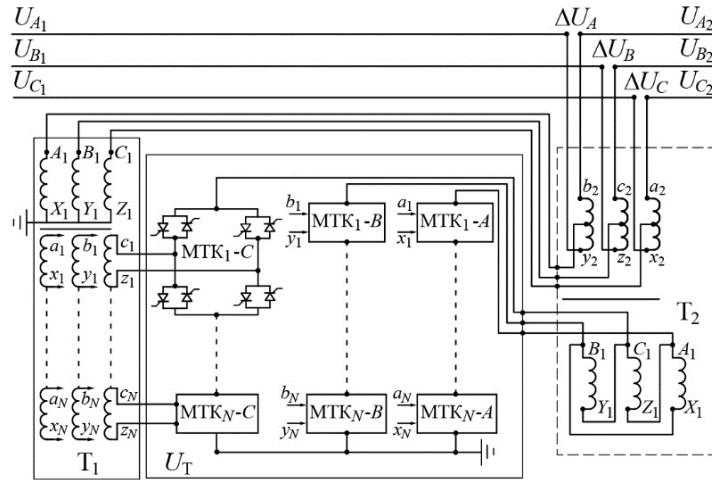 U_A1 ΔU_A U_A2
U_B1 ΔU_B U_B2
U_C1 ΔU_C U_C2
A1 B1 C1
X1 Y1 Z1
a1 b1 c1
x1 y1 z1
aN bN cN
xN yN zN
T1
МТК1-C
b1 МТК1-B
y1
a1 МТК1-A
x1
МТКN-C
bN МТКN-B
yN
aN МТКN-A
xN
UT
b2 c2 a2
y2 z2 x2
T2
B1 C1 A1
Y1 Z1 X1